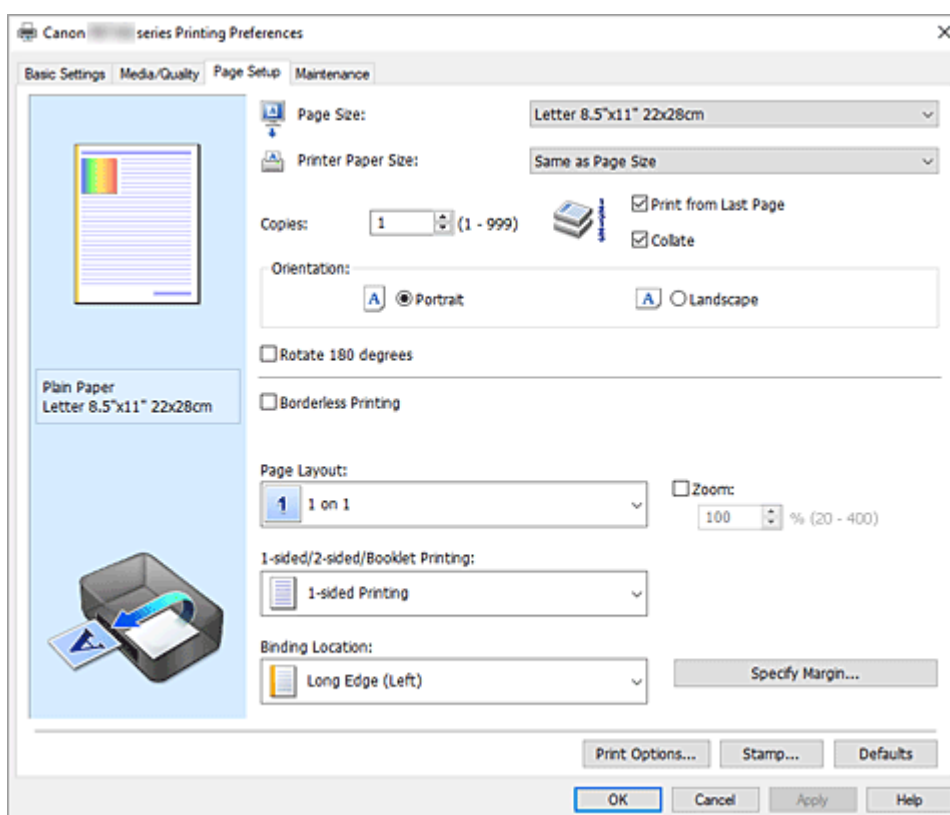 Canon series Printing Preferences
Basic Settings Media/Quality Page Setup Maintenance
Page Size: Letter 8.5"x11" 22x28cm
Printer Paper Size: Same as Page Size
Copies: 1 (1 - 999) Print from Last Page
Collate
Orientation:
A Portrait A Landscape
Rotate 180 degrees
Plain Paper
Letter 8.5"x11" 22x28cm
Borderless Printing
Page Layout:
1 1 on 1
Zoom:
100 % (20 - 400)
1-sided/2-sided/Booklet Printing:
1-sided Printing
Binding Location:
Long Edge (Left)
Specify Margin...
A
Print Options... Stamp... Defaults
OK Cancel Apply Help